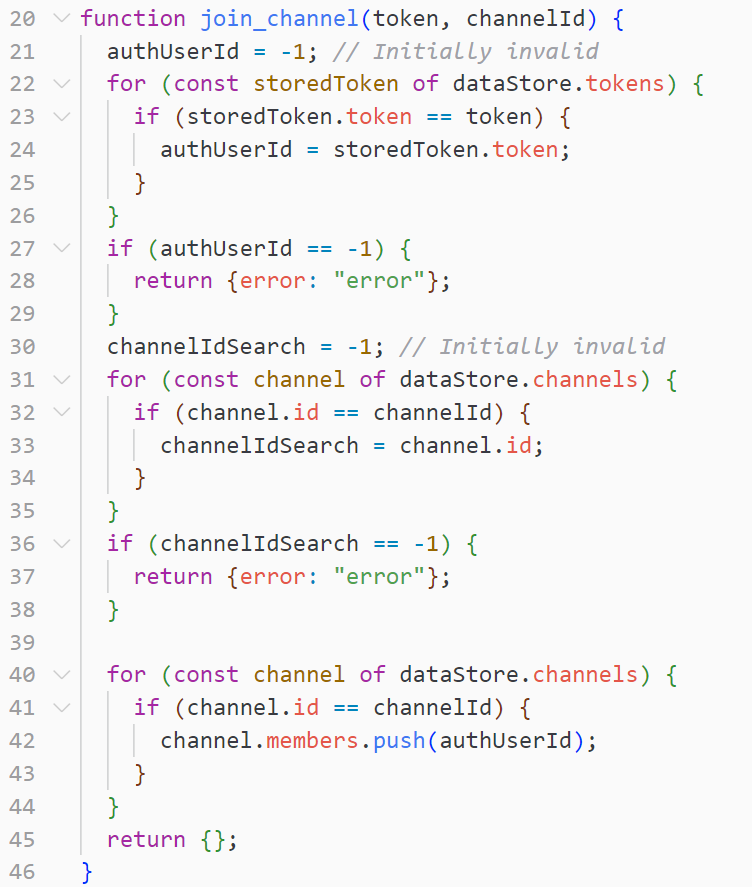 20 function join_channel(token, channelId) {
21   authUserId = -1; // Initially invalid
22   for (const storedToken of dataStore.tokens) {
23     if (storedToken.token == token) {
24       authUserId = storedToken.token;
25     }
26   }
27   if (authUserId == -1) {
28     return {error: "error"};
29   }
30   channelIdSearch = -1; // Initially invalid
31   for (const channel of dataStore.channels) {
32     if (channel.id == channelId) {
33       channelIdSearch = channel.id;
34     }
35   }
36   if (channelIdSearch == -1) {
37     return {error: "error"};
38   }
39
40   for (const channel of dataStore.channels) {
41     if (channel.id == channelId) {
42       channel.members.push(authUserId);
43     }
44   }
45   return {};
46 }